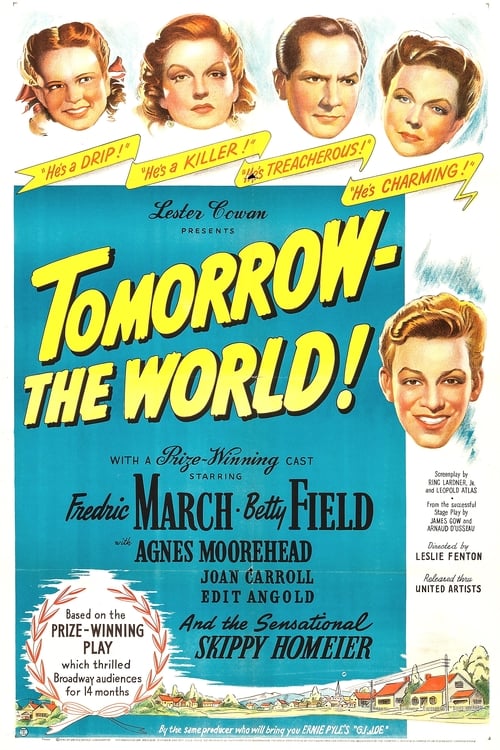 "He's a DRIP!"
"He's a KILLER!"
"He's TREACHEROUS!"
"He's CHARMING!"
Lester Cowan
PRESENTS
TOMORROW-
THE WORLD!
WITH A Prize-Winning CAST
STARRING
Fredric MARCH · Betty FIELD
with AGNES MOOREHEAD
JOAN CARROLL
EDIT ANGOLD
And the Sensational
SKIPPY HOMEIER
Screenplay by
RING LARDNER, Jr.
and LEOPOLD ATLAS
From the successful
Stage Play by
JAMES GOW and
ARNAUD D'USSEAU
Directed by
LESLIE FENTON
Released thru
UNITED ARTISTS
Based on the
PRIZE-WINNING
PLAY
which thrilled
Broadway audiences
for 14 months
By the same producer who will bring you ERNIE PYLE'S "G.I. JOE"